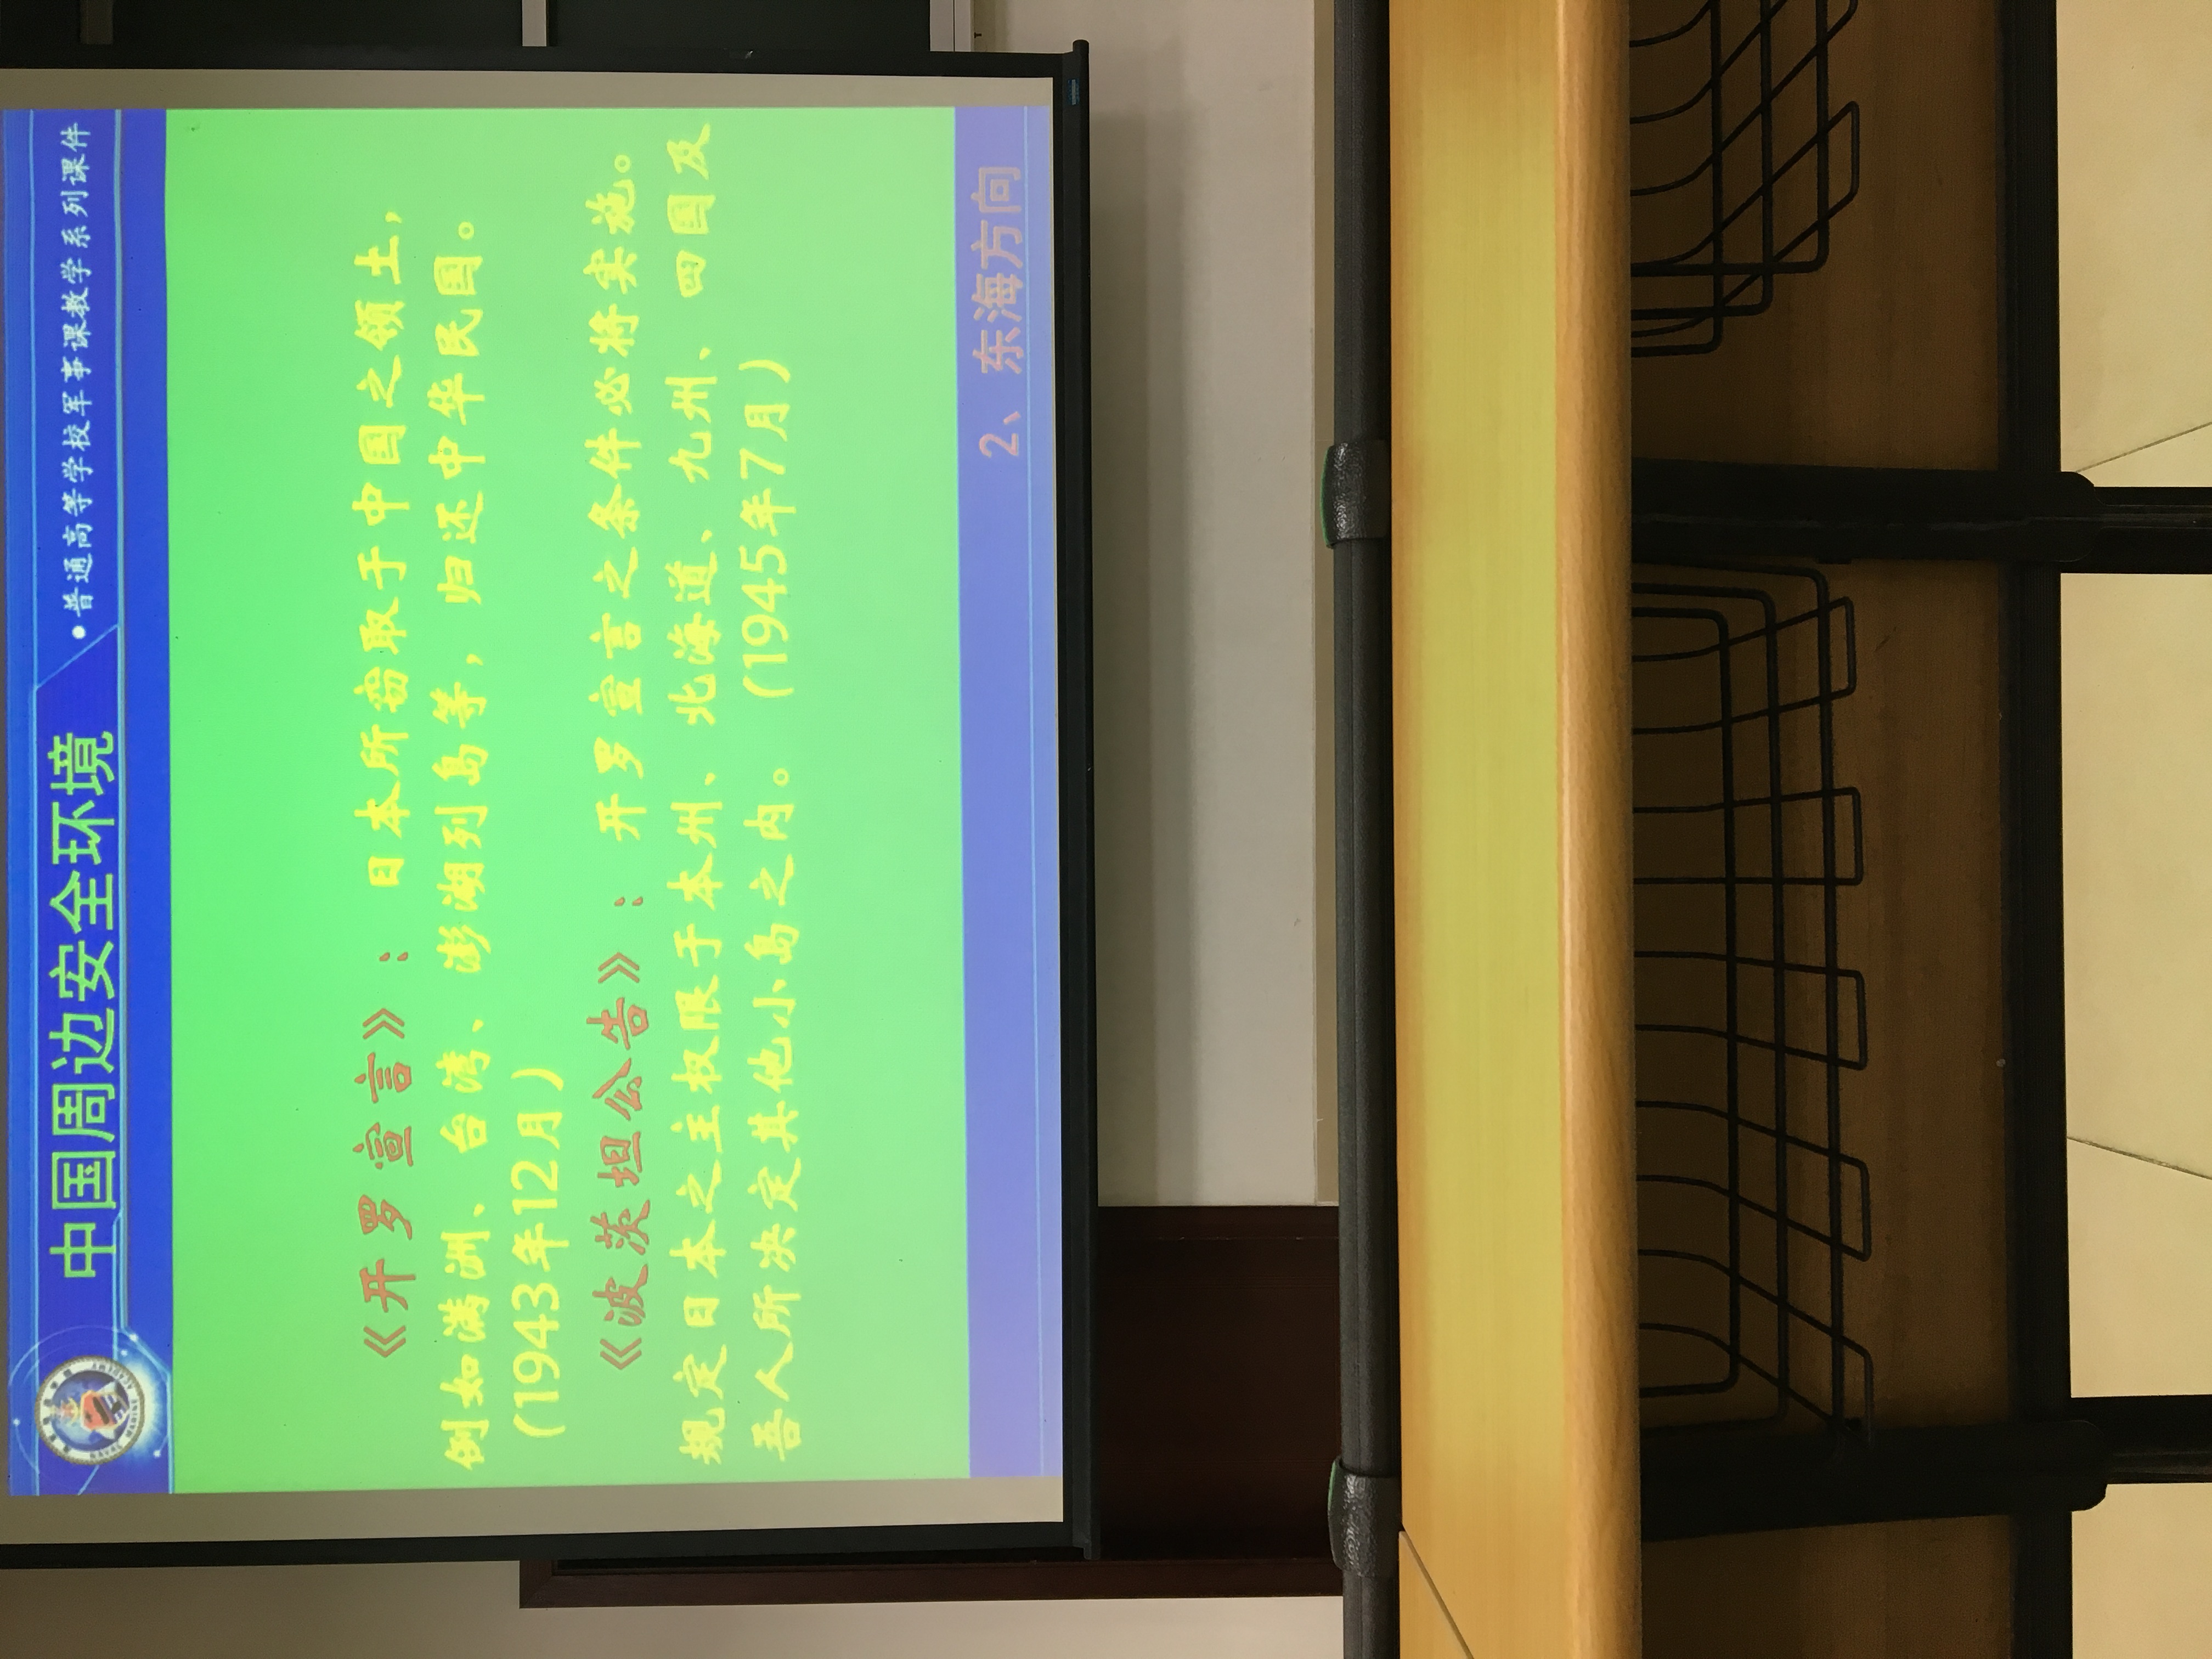 中国周边安全环境
●普通高等学校军事课教学系列课件
《开罗宣言》：日本所窃取于中国之领土，
例如满洲、台湾、澎湖列岛等，归还中华民国。
（1943年12月）
《波茨坦公告》：开罗宣言之条件必将实施。
规定日本之主权限于本州、北海道、九州、四国及
吾人所决定其他小岛之内。（1945年7月）
2、东海方向